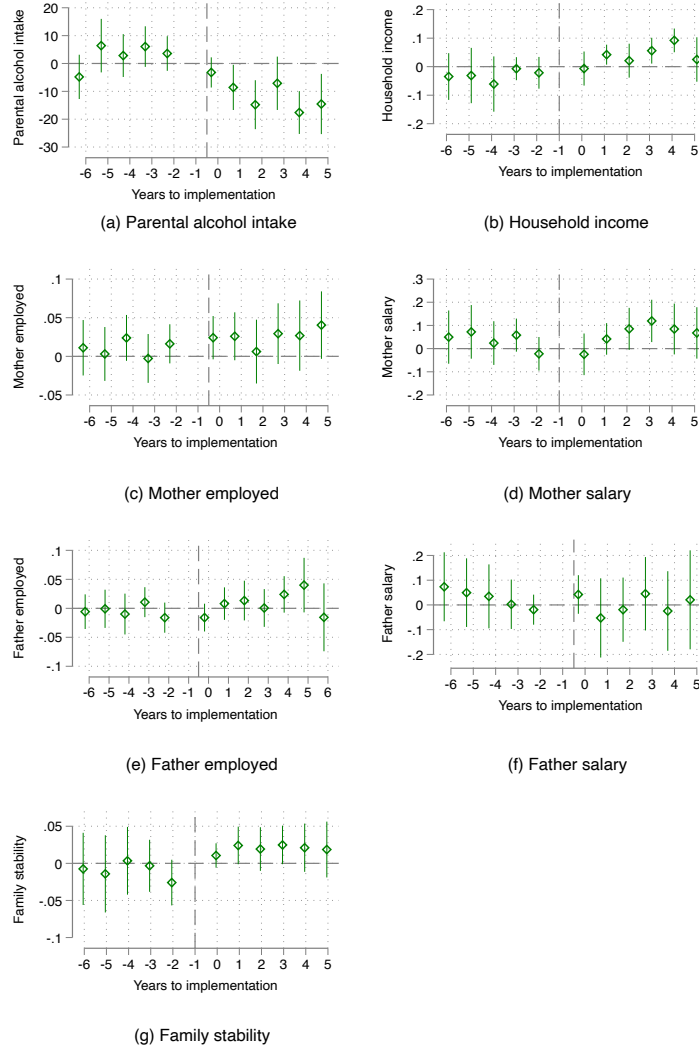 Parental alcohol intake
20
10
0
-10
-20
-30
-6 -5 -4 -3 -2 -1 0 1 2 3 4 5
Years to implementation
(a) Parental alcohol intake
Household income
.2
.1
0
.1
-.2
-6 -5 -4 -3 -2 -1 0 1 2 3 4 5
Years to implementation
(b) Household income
Mother employed
.1
.05
0
-.05
-6 -5 -4 -3 -2 -1 0 1 2 3 4 5
Years to implementation
(c) Mother employed
Mother salary
.3
.2
.1
0
-.1
-.2
-6 -5 -4 -3 -2 -1 0 1 2 3 4 5
Years to implementation
(d) Mother salary
Father employed
.1
.05
0
-.05
-.1
-6 -5 -4 -3 -2 -1 0 1 2 3 4 5 6
Years to implementation
(e) Father employed
Father salary
.2
.1
0
-.1
-.2
-6 -5 -4 -3 -2 -1 0 1 2 3 4 5
Years to implementation
(f) Father salary
Family stability
.05
0
-.05
-.1
-6 -5 -4 -3 -2 -1 0 1 2 3 4 5
Years to implementation
(g) Family stability